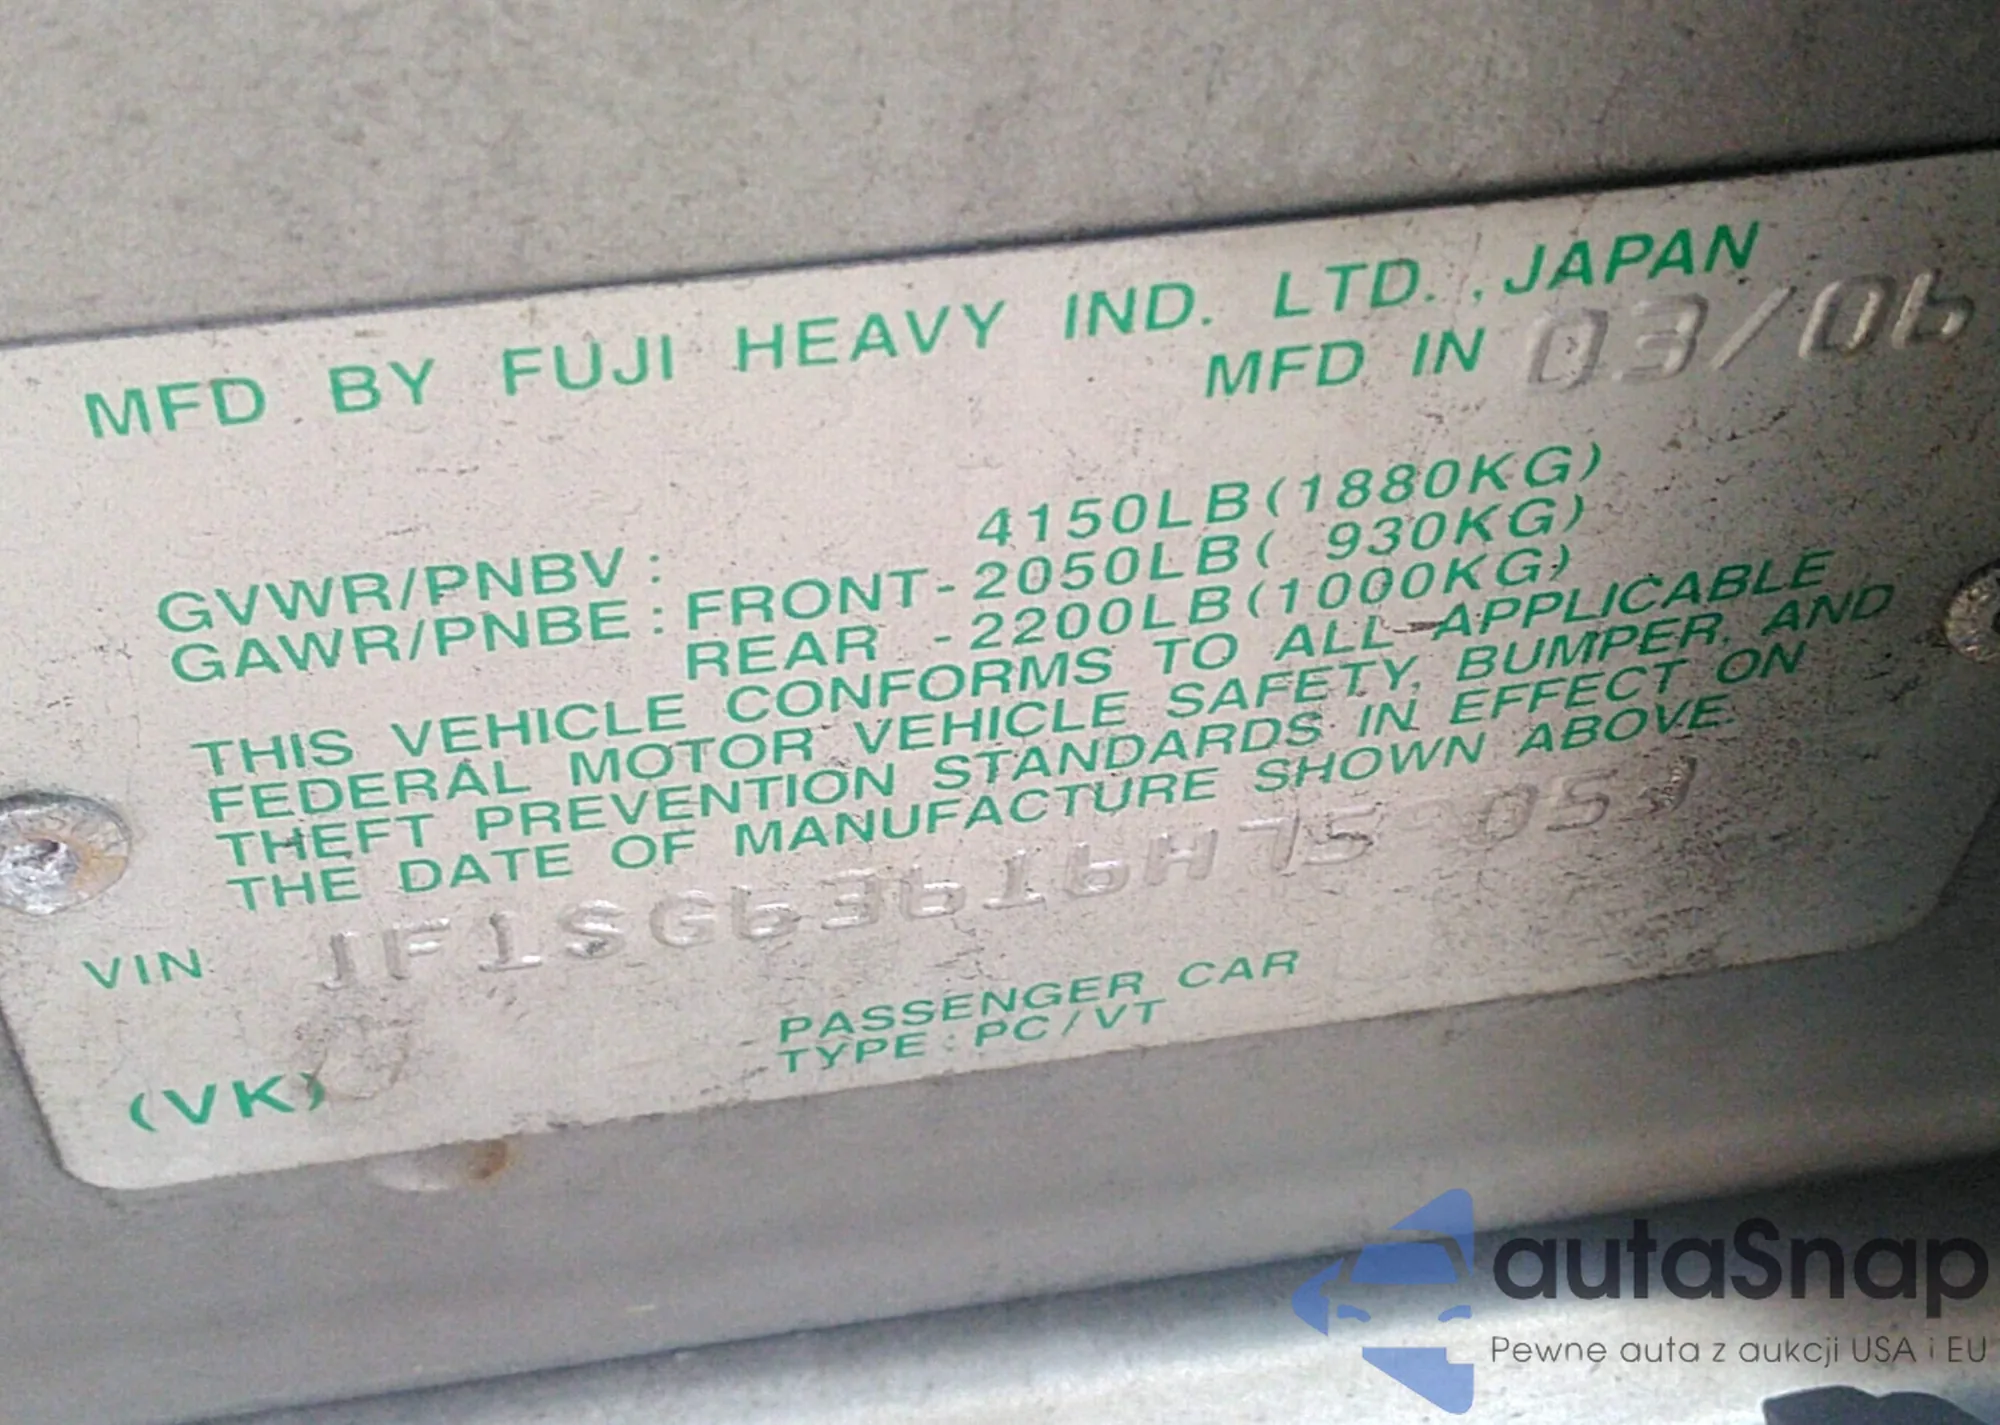 MFD BY FUJI HEAVY IND. LTD., JAPAN
MFD IN 03/06
GVWR/PNBV: 4150LB(1880KG)
GAWR/PNBE: FRONT-2050LB( 930KG)
REAR -2200LB(1000KG)
THIS VEHICLE CONFORMS TO ALL APPLICABLE
FEDERAL MOTOR VEHICLE SAFETY, BUMPER, AND
THEFT PREVENTION STANDARDS IN EFFECT ON
THE DATE OF MANUFACTURE SHOWN ABOVE.
VIN
PASSENGER CAR
TYPE: PC/VT
(VK)
autaSnap
Pewne auta z aukcji USA i EU